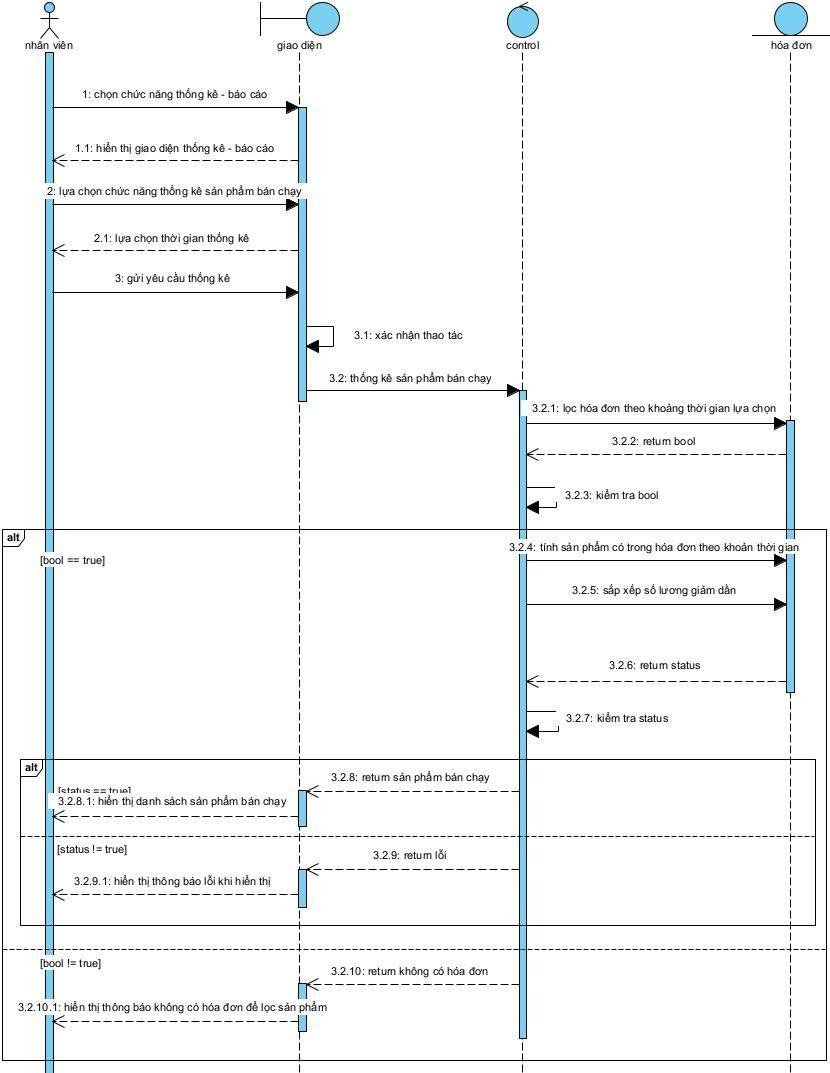 nhân viên
giao diện
control
hóa đơn
1: chọn chức năng thống kê - báo cáo
1.1: hiển thị giao diện thống kê - báo cáo
2: lựa chọn chức năng thống kê sản phẩm bán chạy
2.1: lựa chọn thời gian thống kê
3: gửi yêu cầu thống kê
3.1: xác nhận thao tác
3.2: thống kê sản phẩm bán chạy
3.2.1: lọc hóa đơn theo khoảng thời gian lựa chọn
3.2.2: return bool
3.2.3: kiểm tra bool
alt
[bool == true]
3.2.4: tính sản phẩm có trong hóa đơn theo khoản thời gian
3.2.5: sắp xếp số lương giảm dần
3.2.6: return status
3.2.7: kiểm tra status
alt
[status == true]
3.2.8: return sản phẩm bán chạy
3.2.8.1: hiển thị danh sách sản phẩm bán chạy
[status != true]
3.2.9: return lỗi
3.2.9.1: hiển thị thông báo lỗi khi hiển thị
[bool != true]
3.2.10: return không có hóa đơn
3.2.10.1: hiển thị thông báo không có hóa đơn để lọc sản phẩm